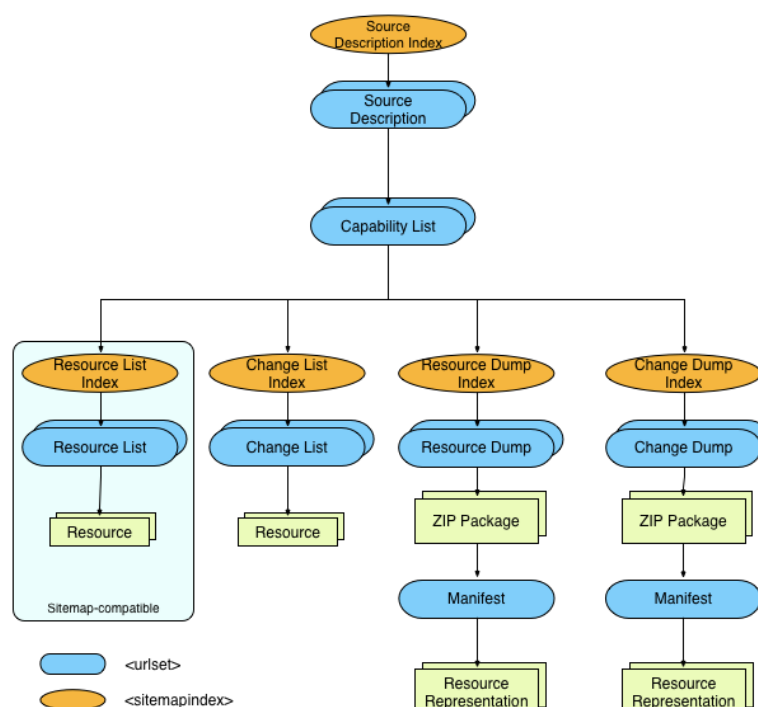 Source
Description Index
Source
Description
Capability List
Resource List
Index
Change List
Index
Resource Dump
Index
Change Dump
Index
Resource List
Change List
Resource Dump
Change Dump
Resource
Resource
ZIP Package
ZIP Package
Manifest
Manifest
Sitemap-compatible
<urlset>
<sitemapindex>
Resource
Representation
Resource
Representation